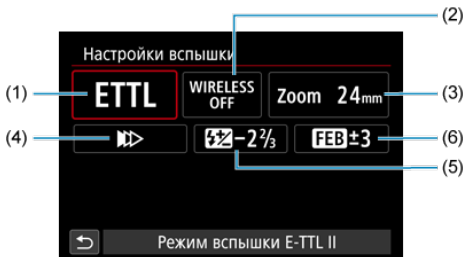 (2)
Настройки вспышки
(1) ETTL WIRELESS OFF Zoom 24mm (3)
(4) −2⅔ FEB±3 (6)
(5)
Режим вспышки E-TTL II